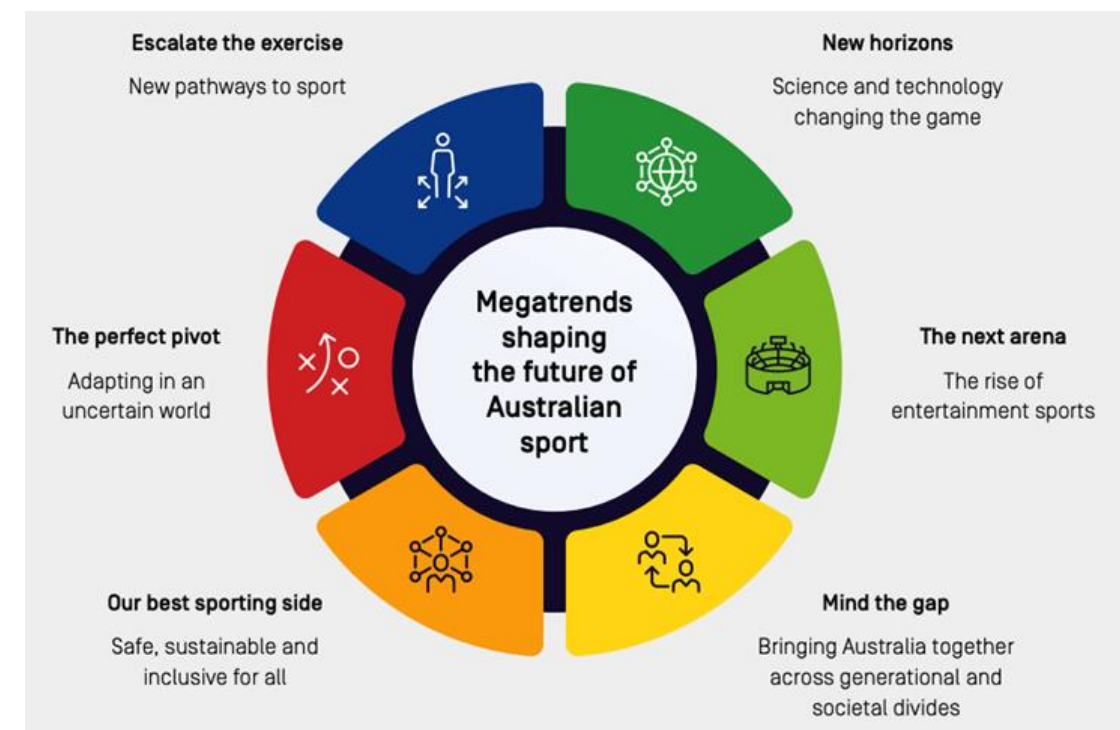 Escalate the exercise
New pathways to sport
New horizons
Science and technology
changing the game
The perfect pivot
Adapting in an
uncertain world
Megatrends
shaping
the future of
Australian
sport
The next arena
The rise of
entertainment sports
Our best sporting side
Safe, sustainable and
inclusive for all
Mind the gap
Bringing Australia together
across generational and
societal divides